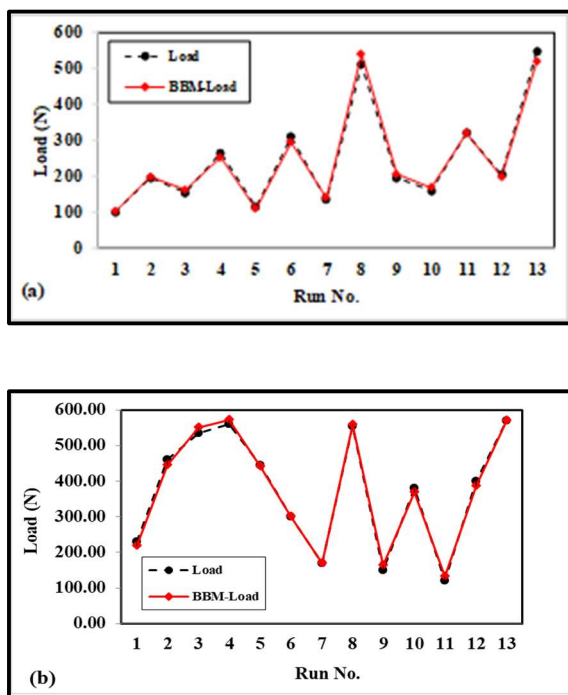 (a)
600
500
400
300
200
100
0
Load (N)
Load
BBM-Load
1 2 3 4 5 6 7 8 9 10 11 12 13
Run No.
600.00
500.00
400.00
300.00
200.00
100.00
0.00
Load (N)
Load
BBM-Load
1 2 3 4 5 6 7 8 9 10 11 12 13
Run No.
(b)